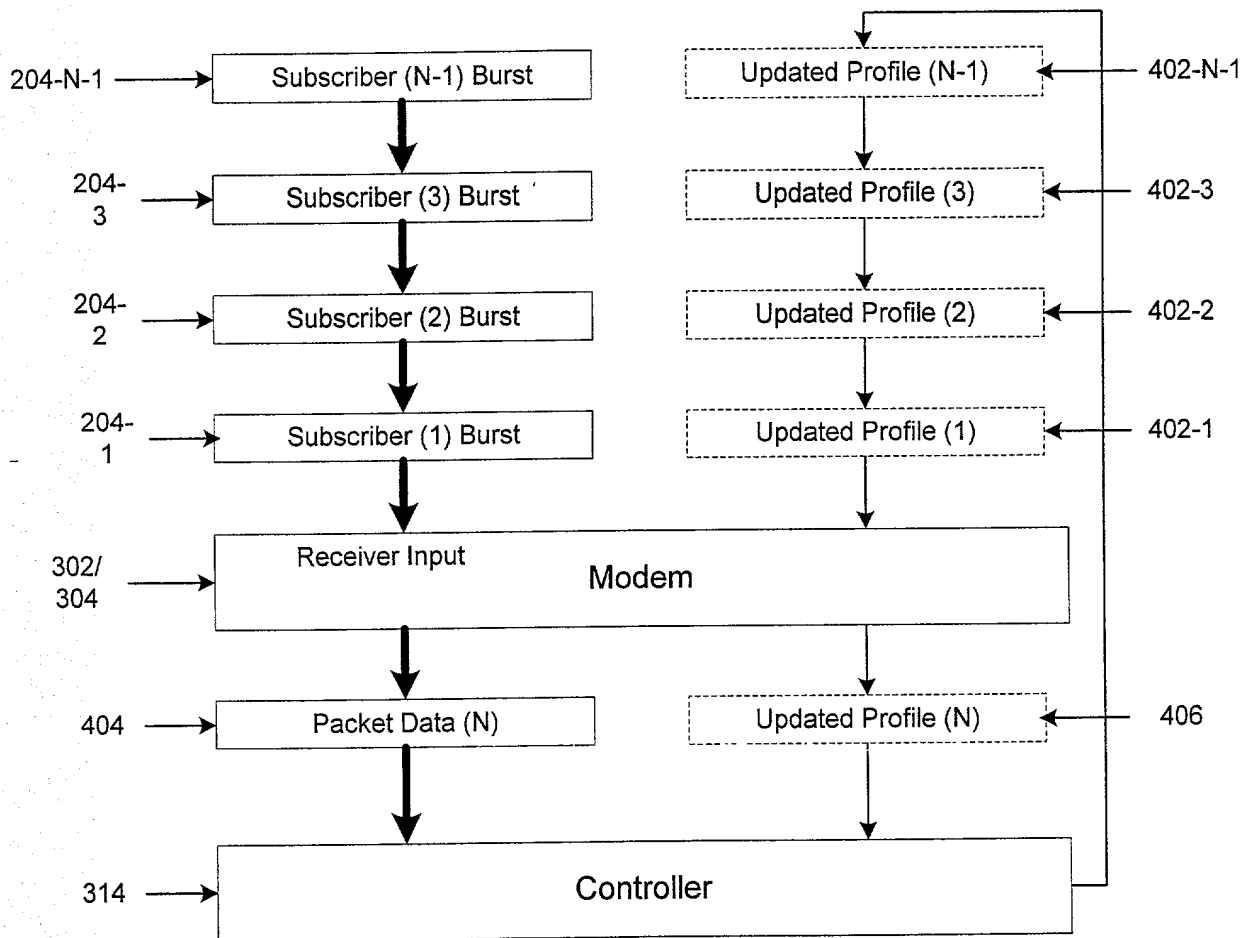 204-N-1
Subscriber (N-1) Burst
Updated Profile (N-1)
402-N-1
204-
3
Subscriber (3) Burst
Updated Profile (3)
402-3
204-
2
Subscriber (2) Burst
Updated Profile (2)
402-2
204-
1
Subscriber (1) Burst
Updated Profile (1)
402-1
302/
304
Receiver Input
Modem
404
Packet Data (N)
Updated Profile (N)
406
314
Controller